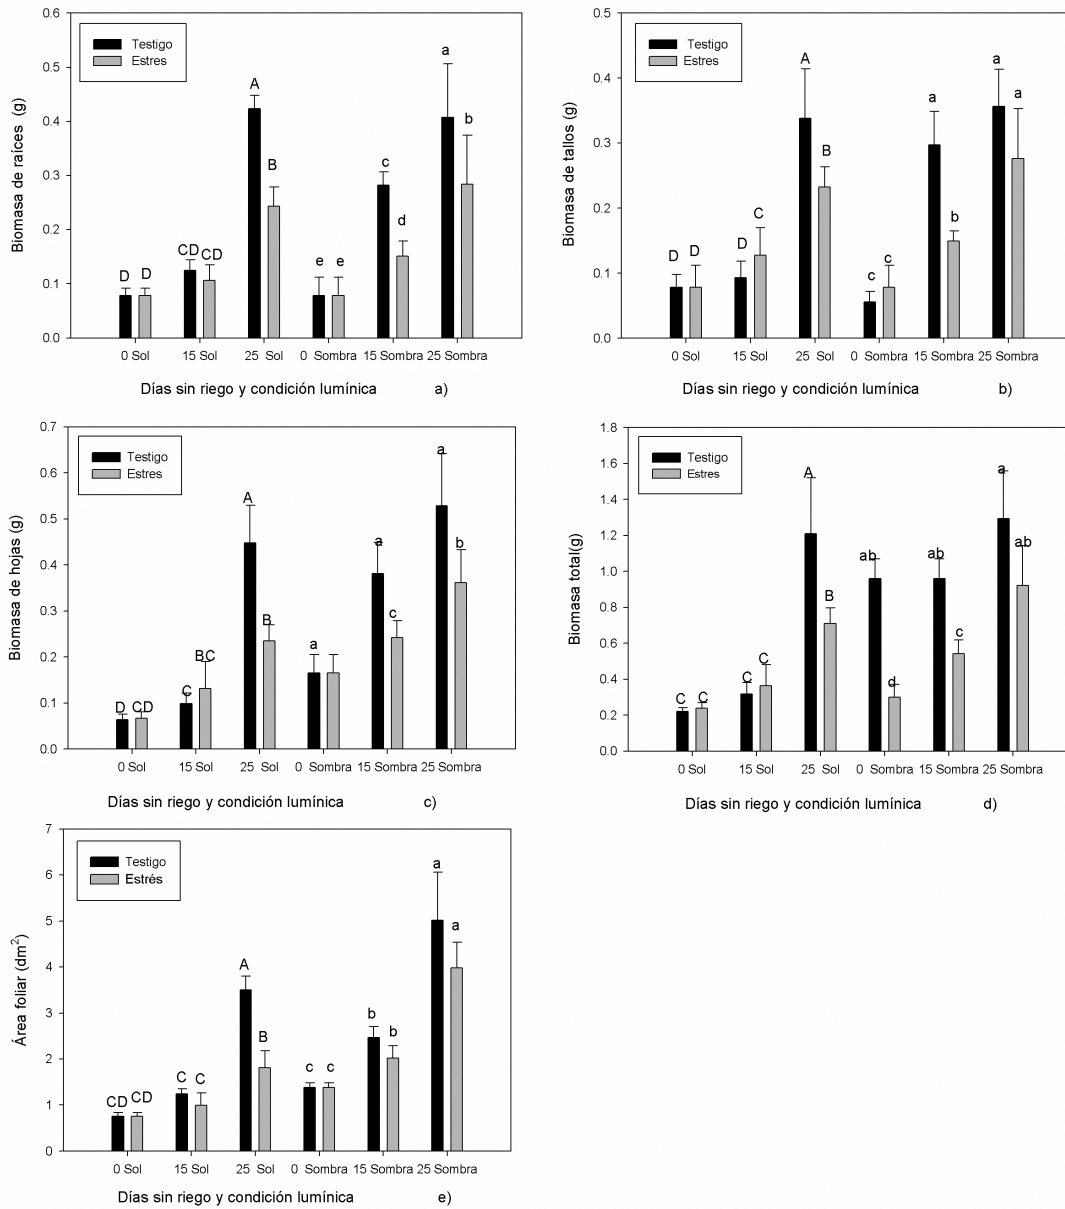 0.6
0.5
0.4
0.3
0.2
0.1
0.0
Biomasa de raíces (g)
Testigo
Estres
D D CD CD A B e e c d a b
0 Sol 15 Sol 25 Sol 0 Sombra 15 Sombra 25 Sombra
Días sin riego y condición lumínica a)
0.5
0.4
0.3
0.2
0.1
0.0
Biomasa de tallos (g)
Testigo
Estres
D D D C A B c c a b a a
0 Sol 15 Sol 25 Sol 0 Sombra 15 Sombra 25 Sombra
Días sin riego y condición lumínica b)
0.7
0.6
0.5
0.4
0.3
0.2
0.1
0.0
Biomasa de hojas (g)
Testigo
Estres
D CD C BC A B a a c a b
0 Sol 15 Sol 25 Sol 0 Sombra 15 Sombra 25 Sombra
Días sin riego y condición lumínica c)
1.8
1.6
1.4
1.2
1.0
0.8
0.6
0.4
0.2
0.0
Biomasa total(g)
Testigo
Estres
C C C C A B ab d ab c a ab
0 Sol 15 Sol 25 Sol 0 Sombra 15 Sombra 25 Sombra
Días sin riego y condición lumínica d)
7
6
5
4
3
2
1
0
Área foliar (dm²)
Testigo
Estrés
CD CD C C A B c c b b a a
0 Sol 15 Sol 25 Sol 0 Sombra 15 Sombra 25 Sombra
Días sin riego y condición lumínica e)